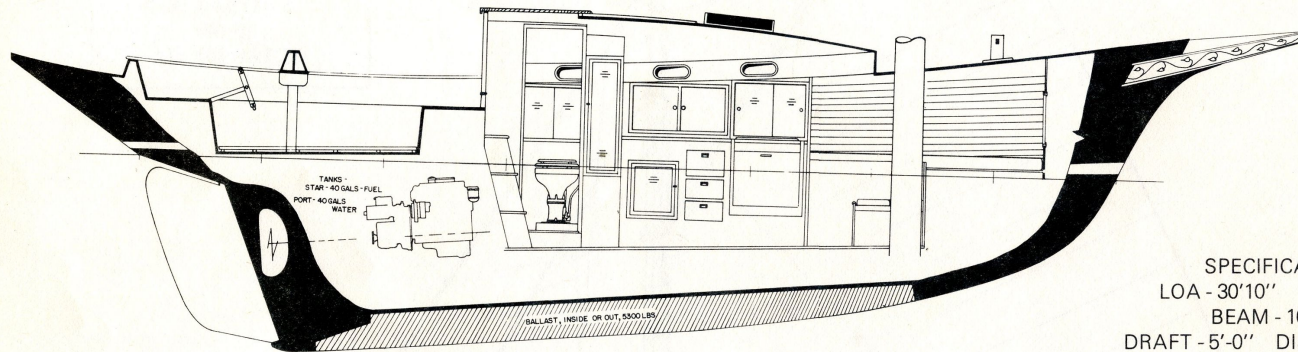 TANKS -
STAR - 40 GALS - FUEL
PORT - 40 GALS
WATER
BALLAST, INSIDE OR OUT, 5300 LBS
LOA - 30'10''
BEAM -
DRAFT - 5'-0''